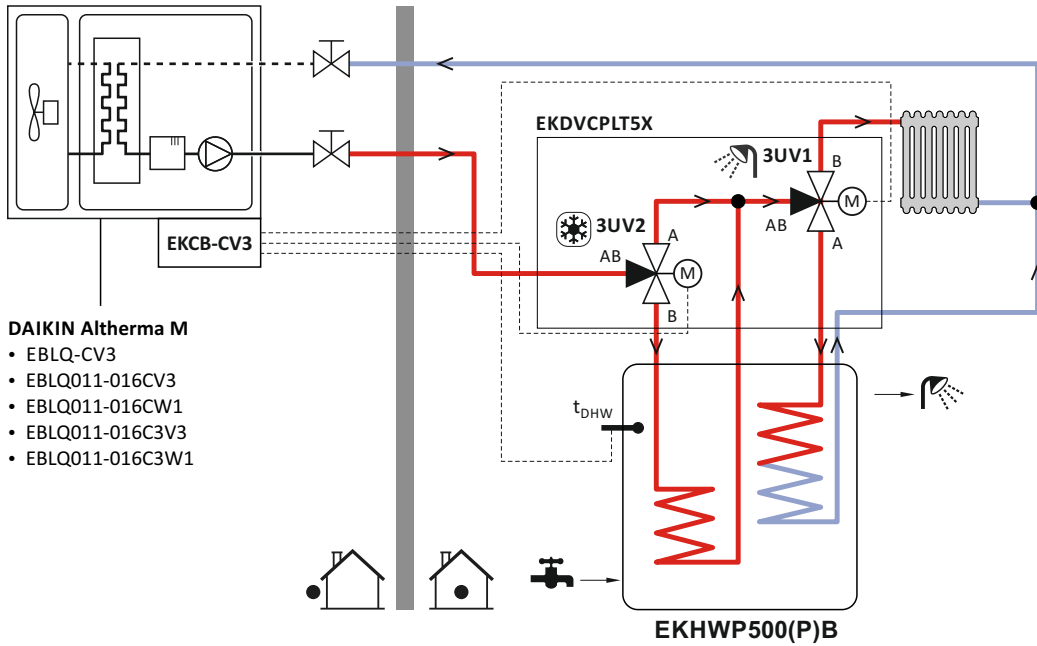 EKDVCPLT5X
3UV1
B
M
AB
A
EKCB-CV3
3UV2
A
AB
M
B
DAIKIN Altherma M
• EBLQ-CV3
• EBLQ011-016CV3
• EBLQ011-016CW1
• EBLQ011-016C3V3
• EBLQ011-016C3W1
tDHW
EKHWP500(P)B